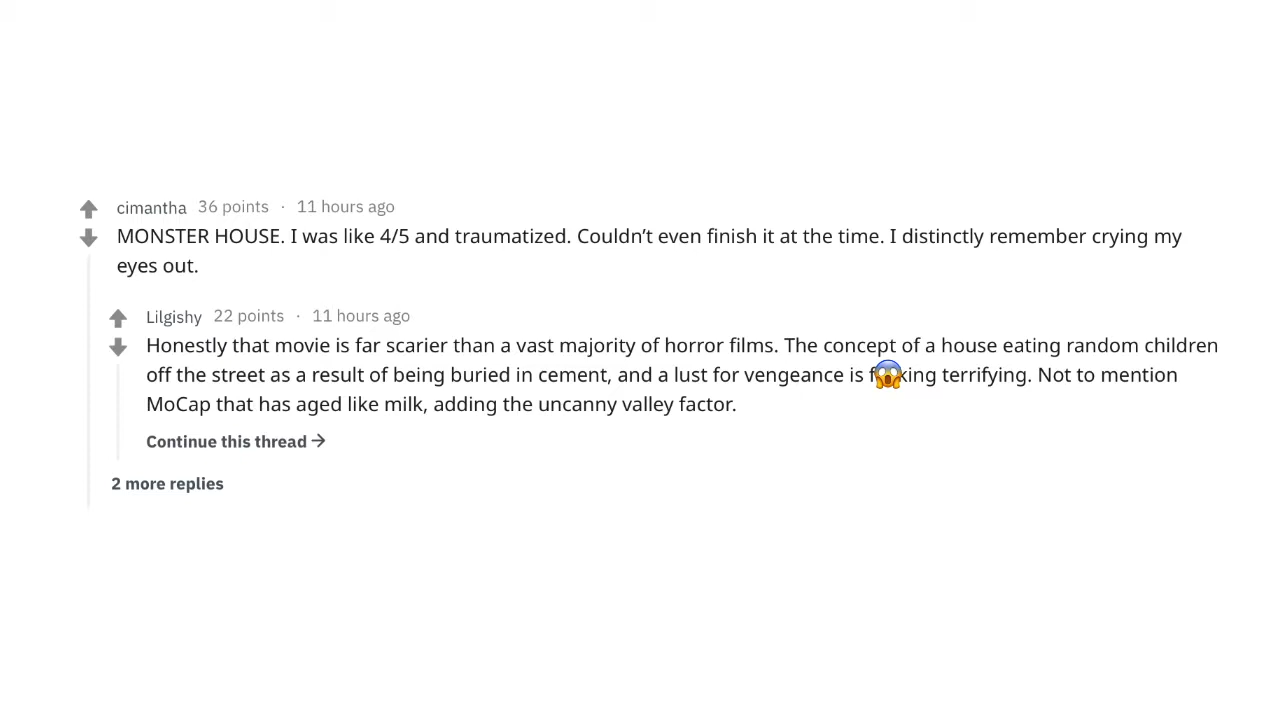 cimantha 36 points · 11 hours ago
MONSTER HOUSE. I was like 4/5 and traumatized. Couldn’t even finish it at the time. I distinctly remember crying my
eyes out.
Lilgishy 22 points · 11 hours ago
Honestly that movie is far scarier than a vast majority of horror films. The concept of a house eating random children
off the street as a result of being buried in cement, and a lust for vengeance is f😱king terrifying. Not to mention
MoCap that has aged like milk, adding the uncanny valley factor.
Continue this thread →
2 more replies